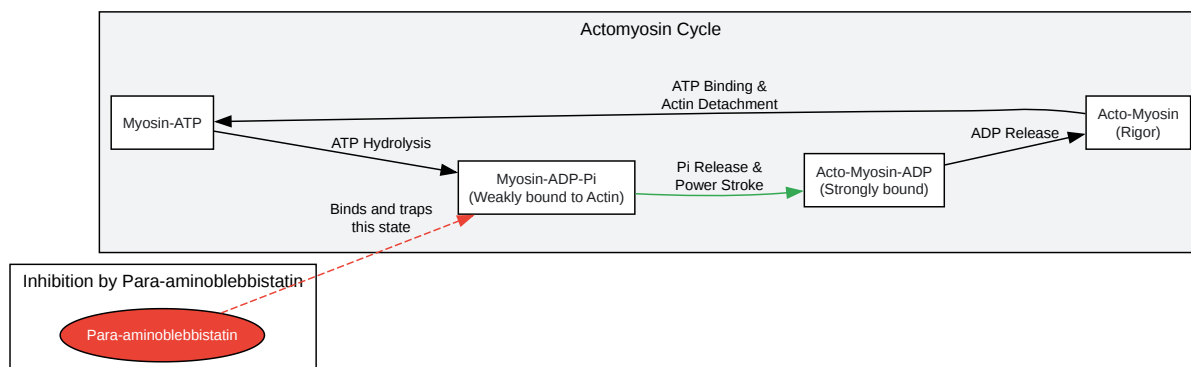 Actomyosin Cycle
ATP Binding &
Actin Detachment
Myosin-ATP
Acto-Myosin
(Rigor)
ATP Hydrolysis
ADP Release
Myosin-ADP-Pi
(Weakly bound to Actin)
Pi Release &
Power Stroke
Acto-Myosin-ADP
(Strongly bound)
Binds and traps
this state
Inhibition by Para-aminoblebbistatin
Para-aminoblebbistatin